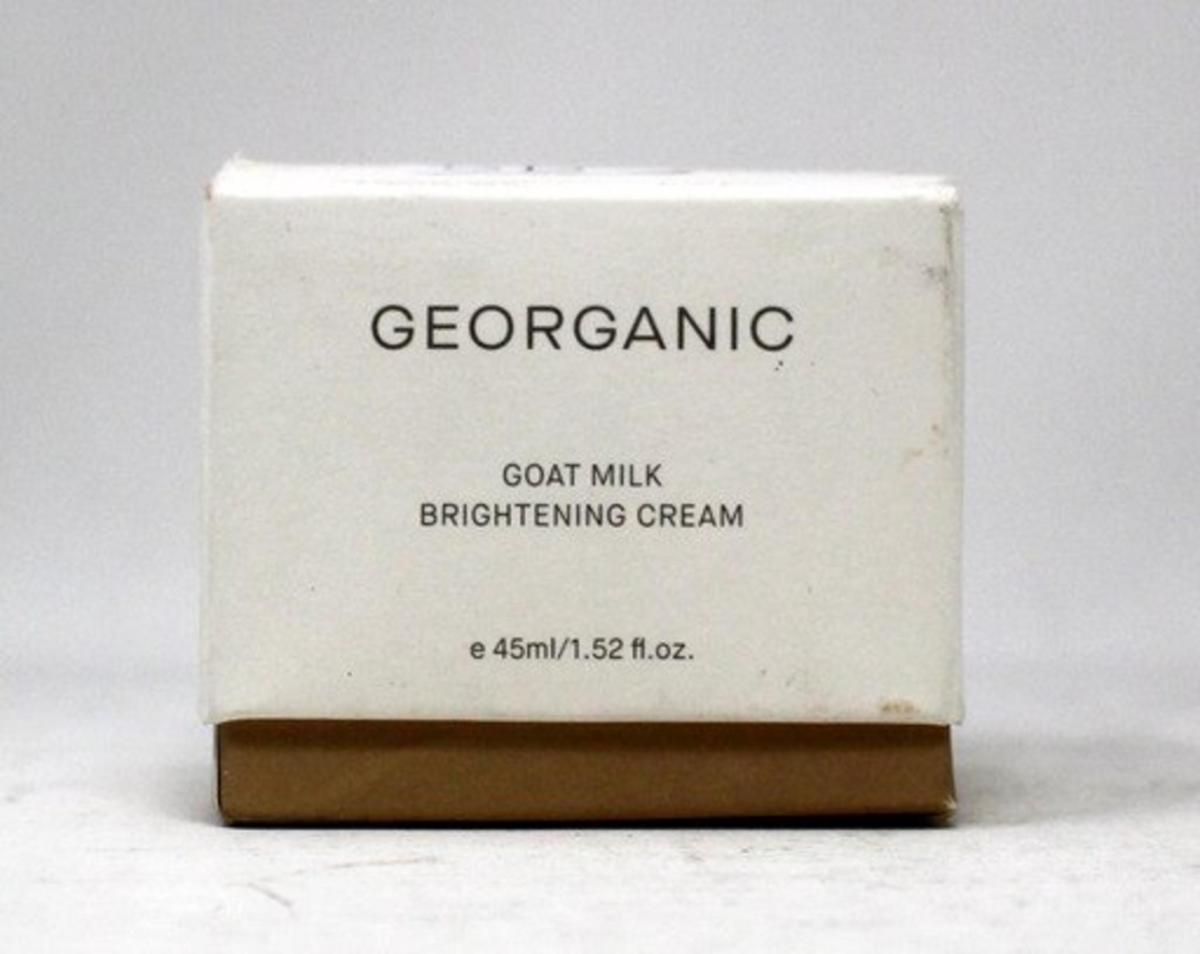 GEORGANIC
GOAT MILK
BRIGHTENING CREAM
e 45ml/1.52 fl.oz.